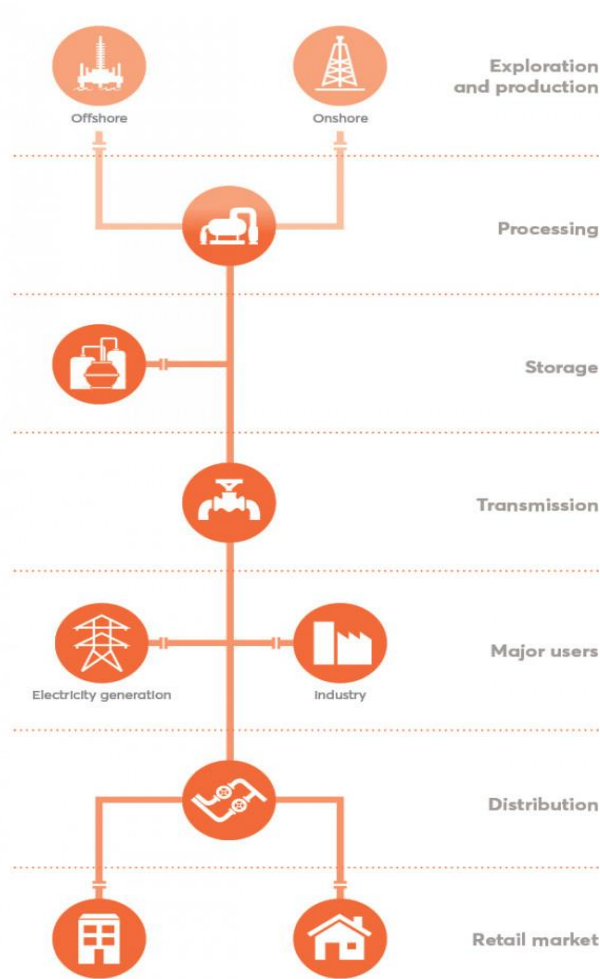 Exploration
and production
Offshore
Onshore
Processing
Storage
Transmission
Major users
Electricity generation
Industry
Distribution
Retail market